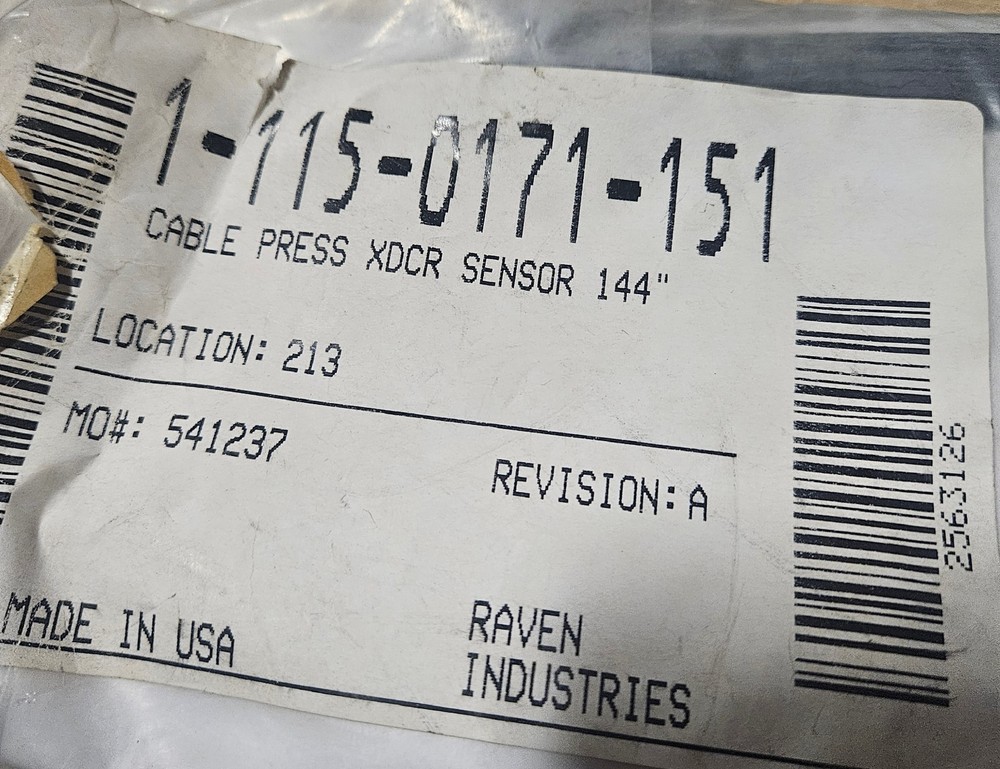 1-115-0171-151
CABLE PRESS XDCR SENSOR 144"
LOCATION: 213
MO#: 541237
REVISION: A
2563126
MADE IN USA
RAVEN
INDUSTRIES